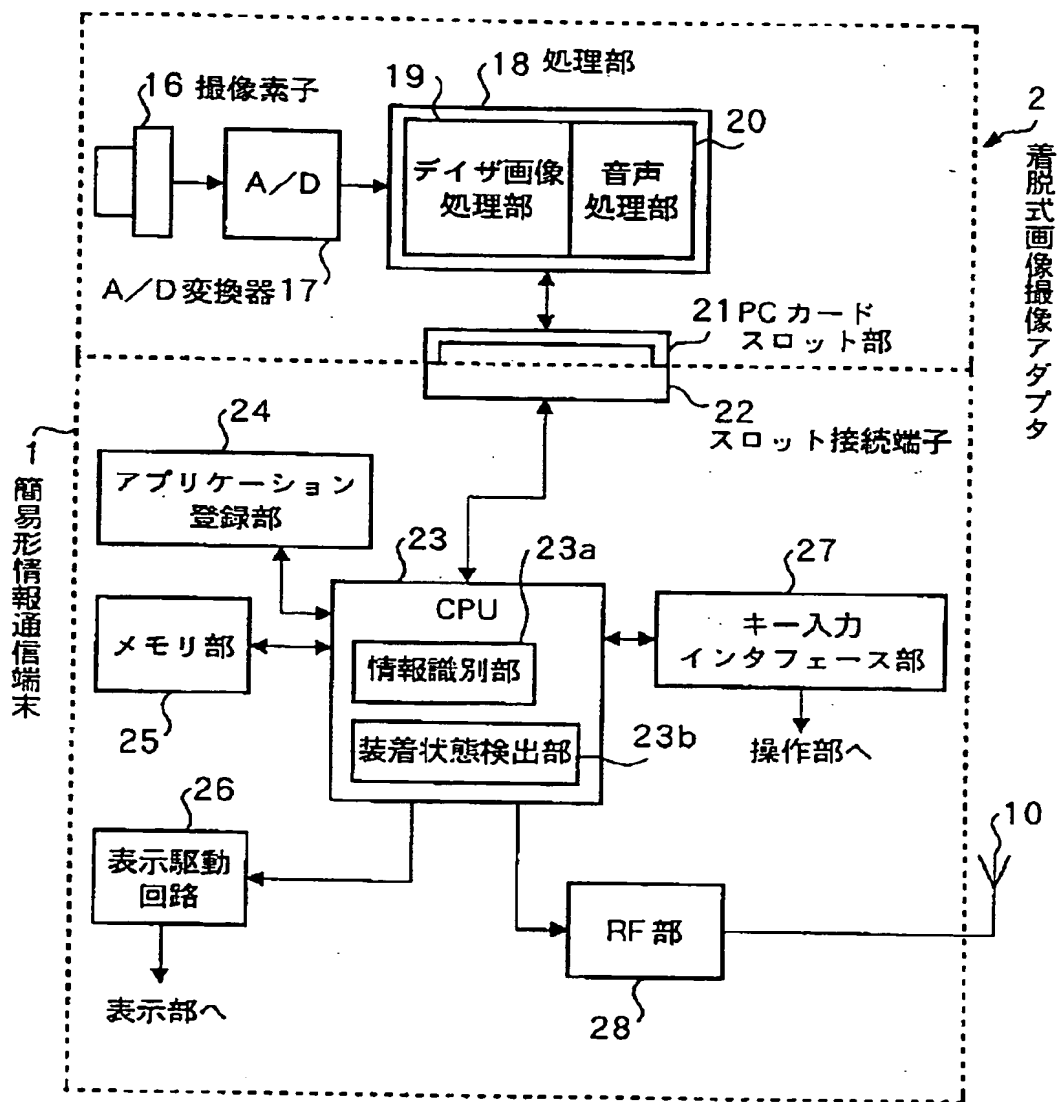 16 撮像素子
A/D
A/D変換器17
18 処理部
19
デイザ画像
処理部
20
音声
処理部
2
着脱式画像撮像アダプタ
21 PCカード
スロット部
22
スロット接続端子
1
簡易形情報通信端末
24
アプリケーション
登録部
23
CPU
23a
情報識別部
装着状態検出部
23b
メモリ部
25
27
キー入力
インタフェース部
操作部へ
26
表示駆動
回路
表示部へ
RF部
28
10